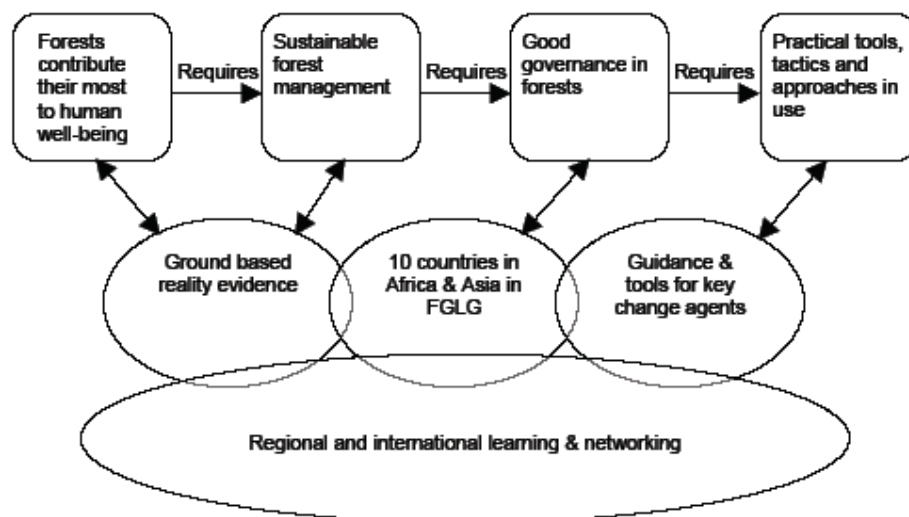 Forests
contribute
their most
to human
well-being
Requires
Sustainable
forest
management
Requires
Good
governance in
forests
Requires
Practical tools,
tactics and
approaches in
use
Ground based
reality evidence
10 countries in
Africa & Asia in
FGLG
Guidance &
tools for key
change agents
Regional and international learning & networking